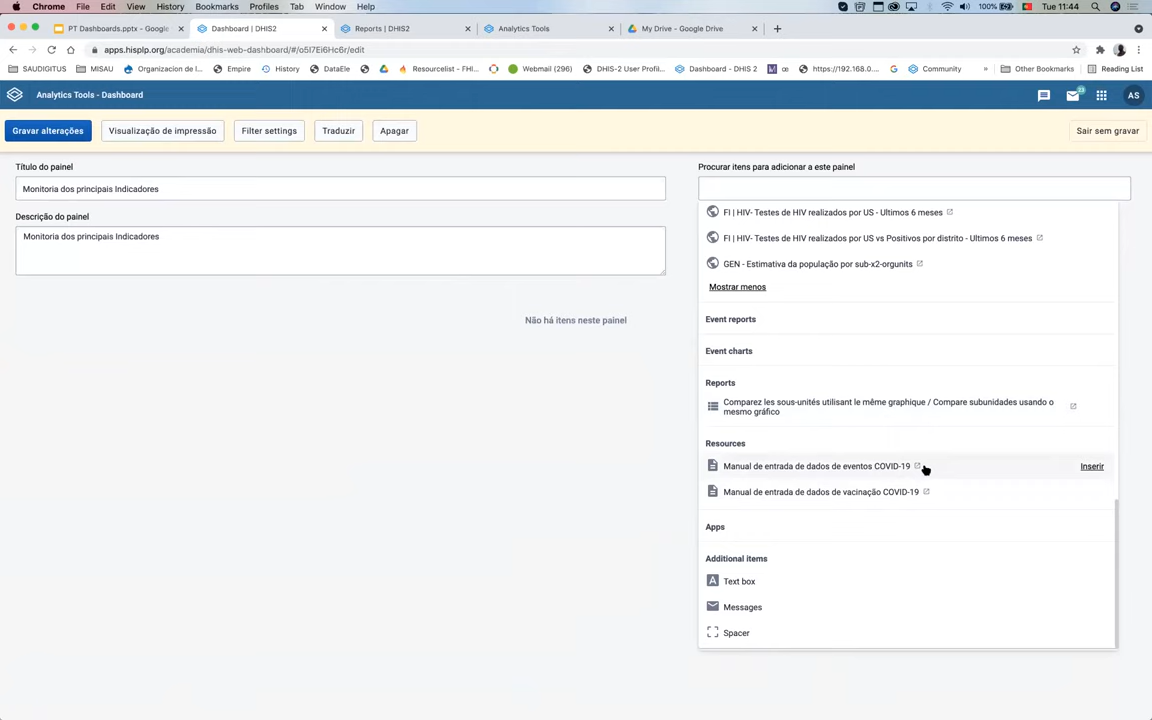 Chrome File Edit View History Bookmarks Profiles Tab Window Help 100% Tue 11:44
PT Dashboards.pptx - Google Dashboard | DHIS2 Reports | DHIS2 Analytics Tools My Drive - Google Drive
apps.hisplp.org/academia/dhis-web-dashboard/#/o5I7Ei6Hc6r/edit
SAUDIGITUS MISAU Organizacion de I... Empire History DataEle Resourcelist - FHI... Webmail (296) DHIS-2 User Profil... Dashboard - DHIS 2 https://192.168.0.... Community » Other Bookmarks Reading List
Analytics Tools - Dashboard 23 AS
Gravar alterações Visualização de impressão Filter settings Traduzir Apagar Sair sem gravar
Título do painel
Monitoria dos principais Indicadores
Descrição do painel
Monitoria dos principais Indicadores
Não há itens neste painel
Procurar itens para adicionar a este painel
FI | HIV- Testes de HIV realizados por US - Ultimos 6 meses
FI | HIV- Testes de HIV realizados por US vs Positivos por distrito - Ultimos 6 meses
GEN - Estimativa da população por sub-x2-orgunits
Mostrar menos
Event reports
Event charts
Reports
Comparez les sous-unités utilisant le même graphique / Compare subunidades usando o
mesmo gráfico
Resources
Manual de entrada de dados de eventos COVID-19 Inserir
Manual de entrada de dados de vacinação COVID-19
Apps
Additional items
Text box
Messages
Spacer